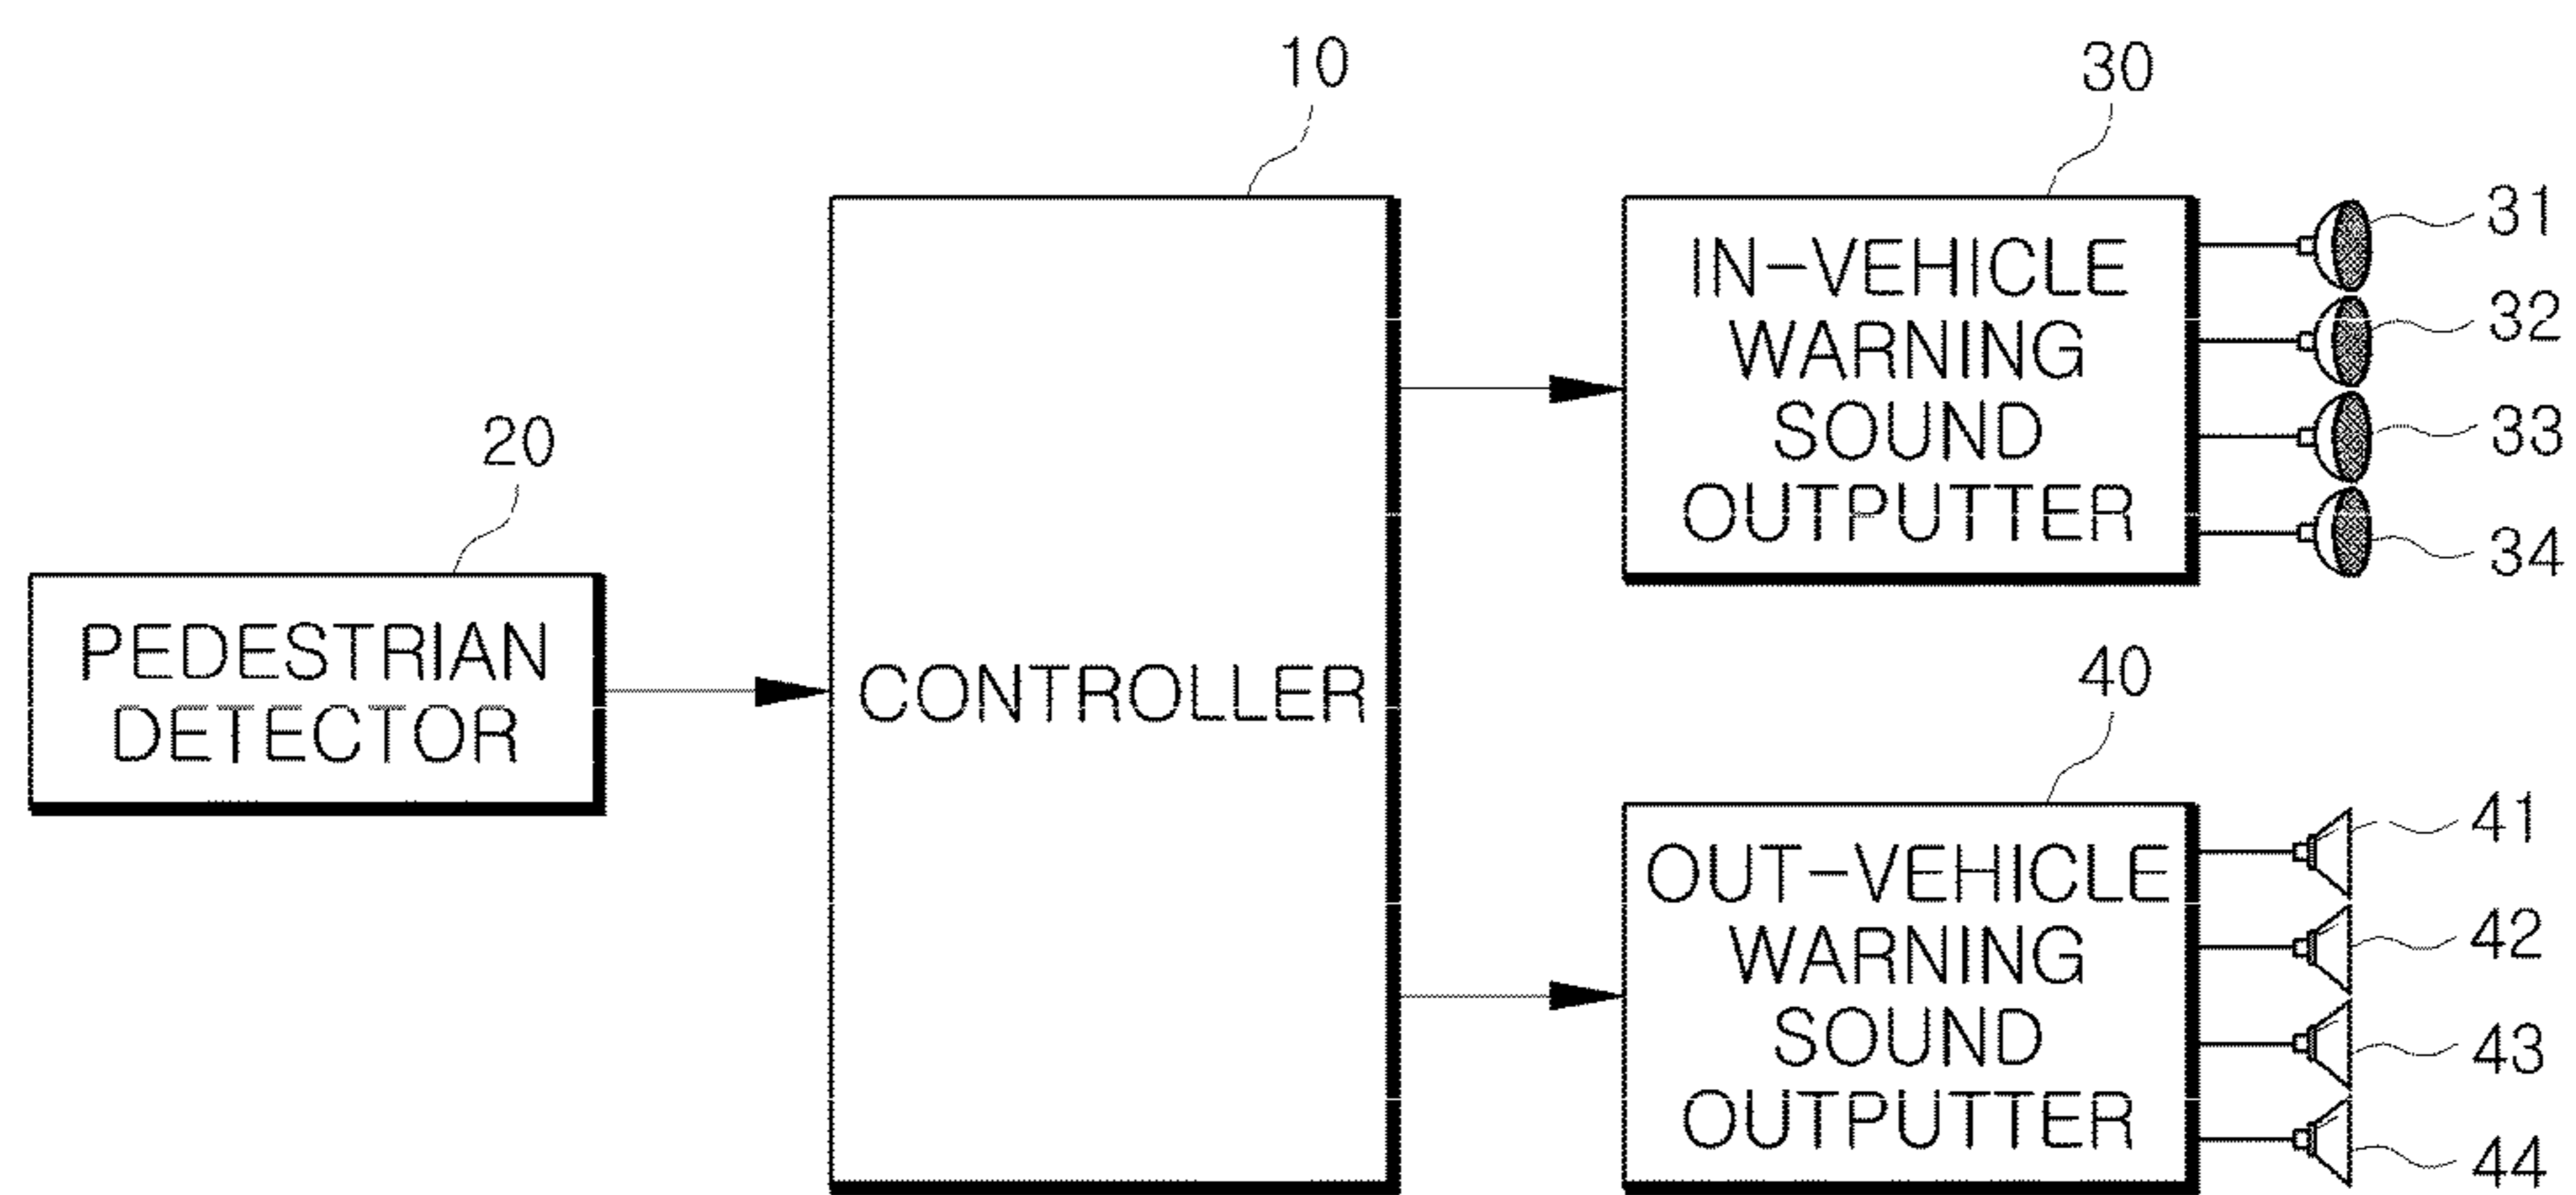 10
30
20
40
PEDESTRIAN
DETECTOR
CONTROLLER
IN-VEHICLE
WARNING
SOUND
OUTPUTTER
31
32
33
34
OUT-VEHICLE
WARNING
SOUND
OUTPUTTER
41
42
43
44